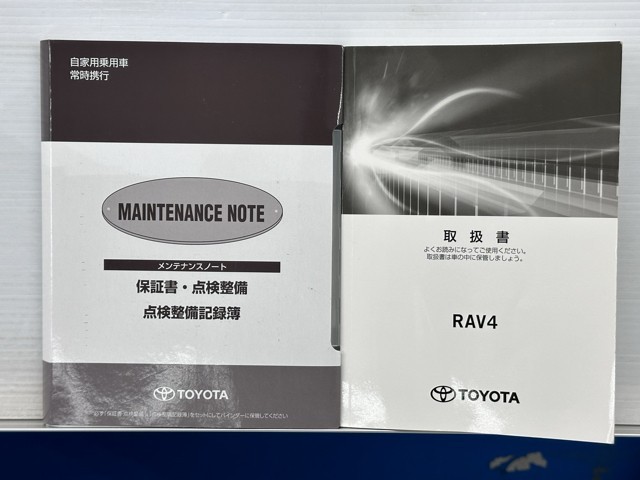 自家用乗用車
常時携行
MAINTENANCE NOTE
メンテナンスノート
保証書・点検整備
点検整備記録簿
TOYOTA
取扱書
よくお読みになってご使用ください。
取扱書は車の中に保管しましょう。
RAV4
TOYOTA